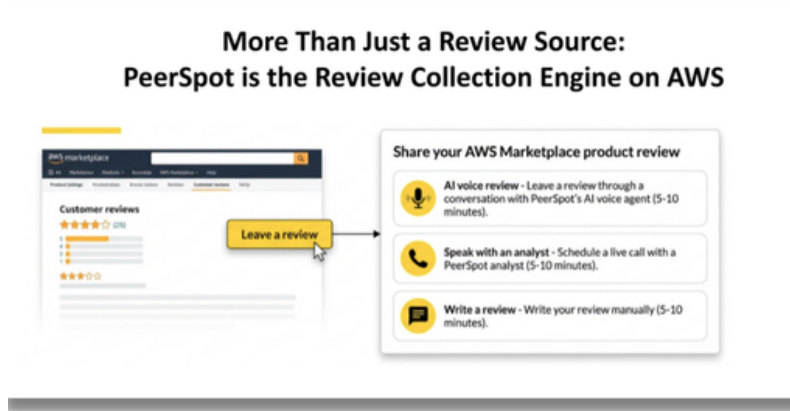 More Than Just a Review Source:
PeerSpot is the Review Collection Engine on AWS
aws marketplace
Customer reviews
(25)
Leave a review
Share your AWS Marketplace product review
AI voice review - Leave a review through a
conversation with PeerSpot's AI voice agent (5-10
minutes).
Speak with an analyst - Schedule a live call with a
PeerSpot analyst (5-10 minutes).
Write a review - Write your review manually (5-10
minutes).